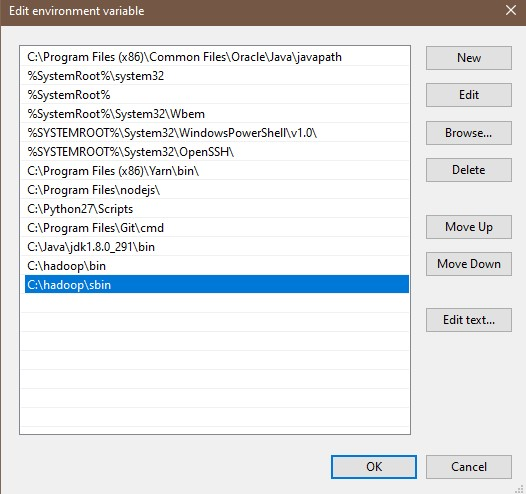 Edit environment variable
C:\Program Files (x86)\Common Files\Oracle\Java\javapath
%SystemRoot%\system32
%SystemRoot%
%SystemRoot%\System32\Wbem
%SYSTEMROOT%\System32\WindowsPowerShell\v1.0\
%SYSTEMROOT%\System32\OpenSSH\
C:\Program Files (x86)\Yarn\bin\
C:\Program Files\nodejs\
C:\Python27\Scripts
C:\Program Files\Git\cmd
C:\Java\jdk1.8.0_291\bin
C:\hadoop\bin
C:\hadoop\sbin
New
Edit
Browse...
Delete
Move Up
Move Down
Edit text...
OK
Cancel